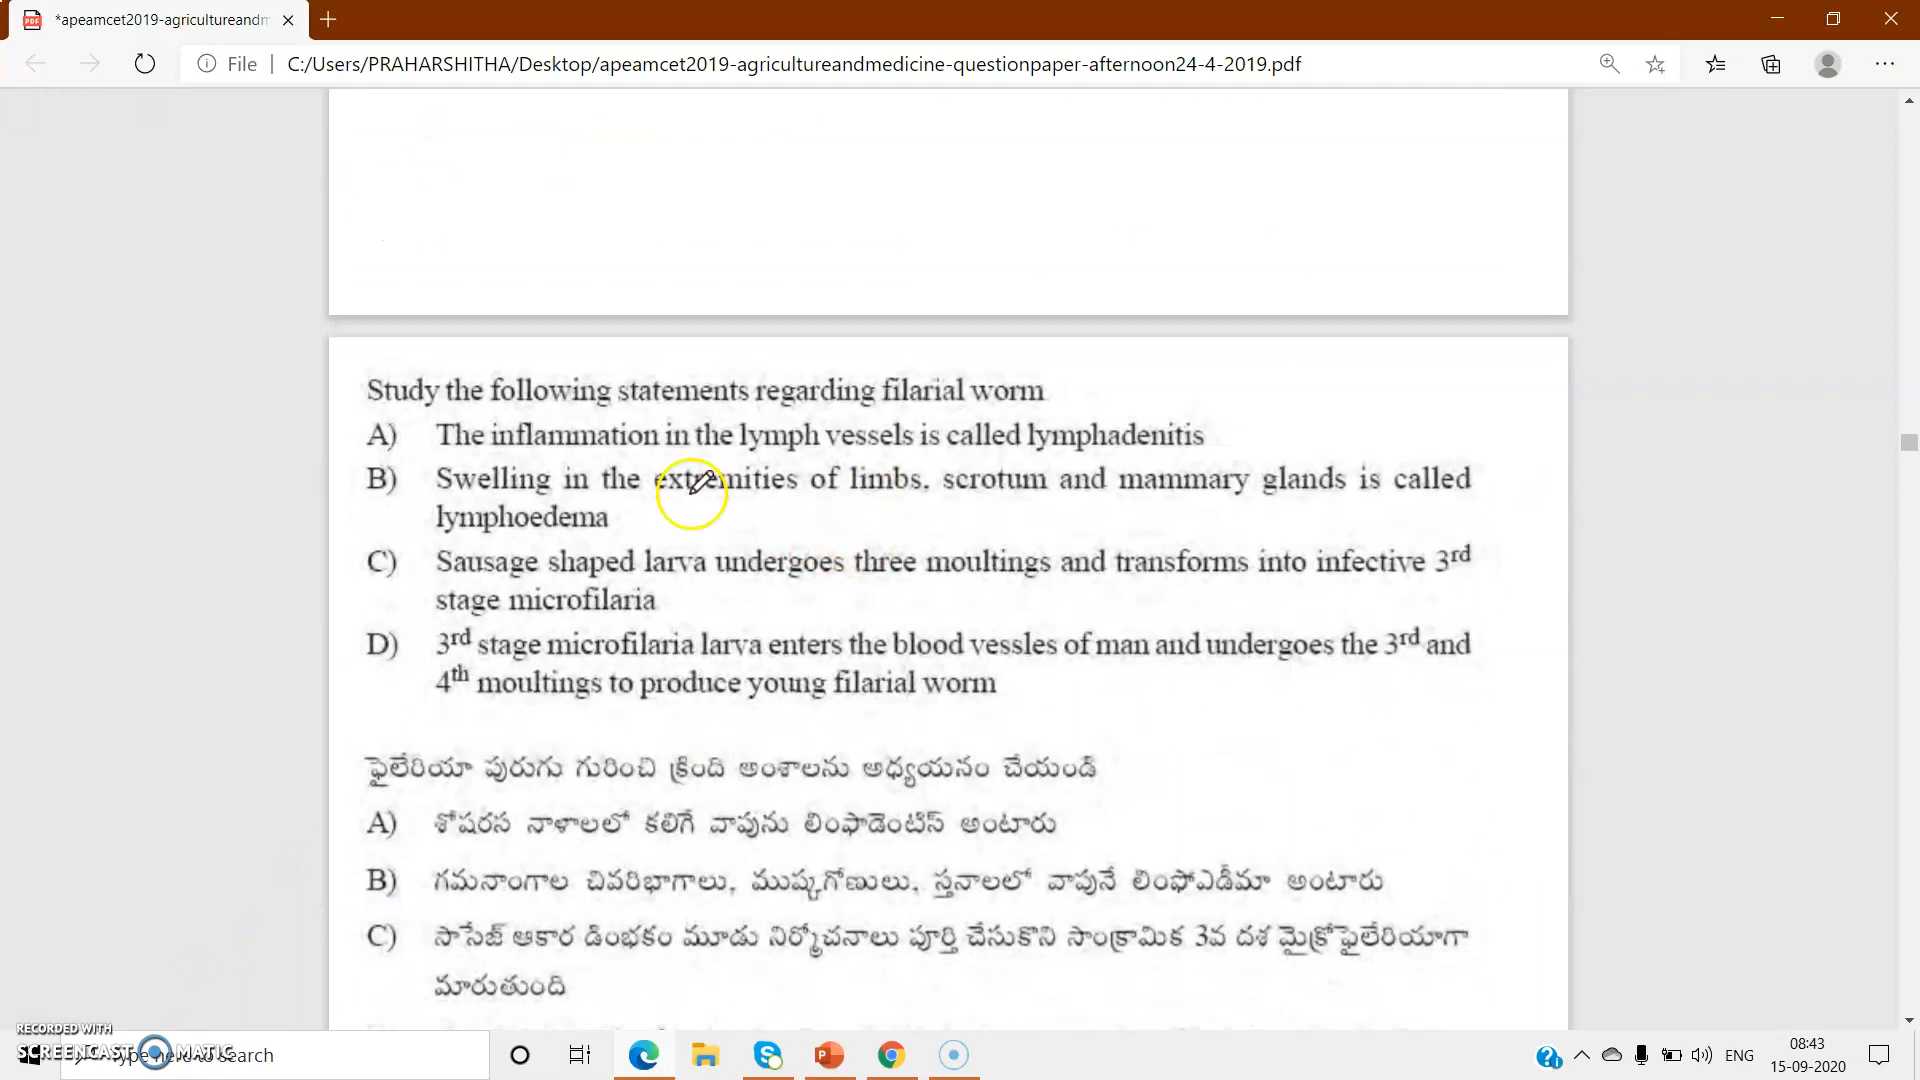 *apeamcet2019-agricultureandm
File
C:/Users/PRAHARSHITHA/Desktop/apeamcet2019-agricultureandmedicine-questionpaper-afternoon24-4-2019.pdf
Study the following statements regarding filarial worm
A) The inflammation in the lymph vessels is called lymphadenitis
B) Swelling in the extremities of limbs, scrotum and mammary glands is called
lymphoedema
C) Sausage shaped larva undergoes three moultings and transforms into infective 3rd
stage microfilaria
D) 3rd stage microfilaria larva enters the blood vessles of man and undergoes the 3rd and
4th moultings to produce young filarial worm
ఫైలేరియా పురుగు గురించి క్రింది అంశాలను అధ్యయనం చేయండి
A) శోషరస నాళాలలో కలిగే వాపును లింఫాడెంటిస్ అంటారు
B) గమనాంగాల చివరిభాగాలు, ముష్కగోణులు, స్తనాలలో వాపునే లింఫోఎడీమా అంటారు
C) సాసేజ్ ఆకార డింభకం మూడు నిర్మోచనాలు పూర్తి చేసుకొని సాంక్రామిక 3వ దశ మైక్రోఫైలేరియాగా
మారుతుంది
RECORDED WITH
SCREENCAST MATIC
Type here to search
ENG
08:43
15-09-2020